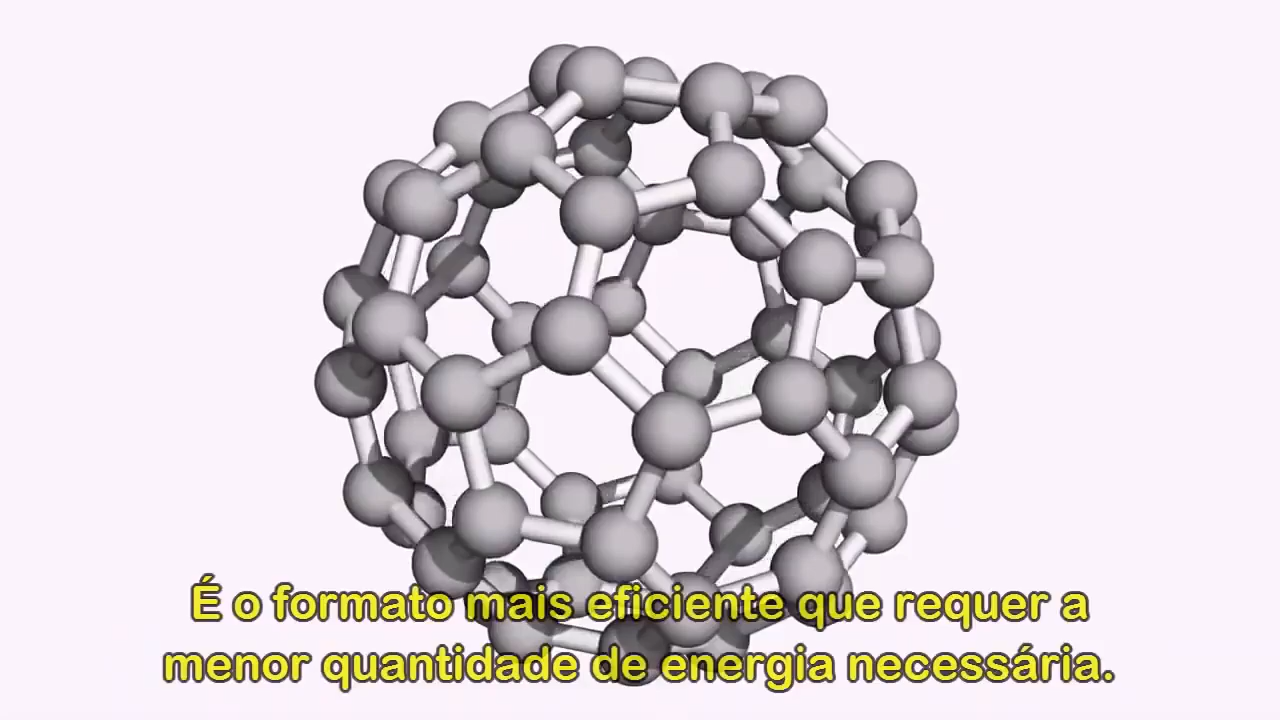 É o formato mais eficiente que requer a
menor quantidade de energia necessária.